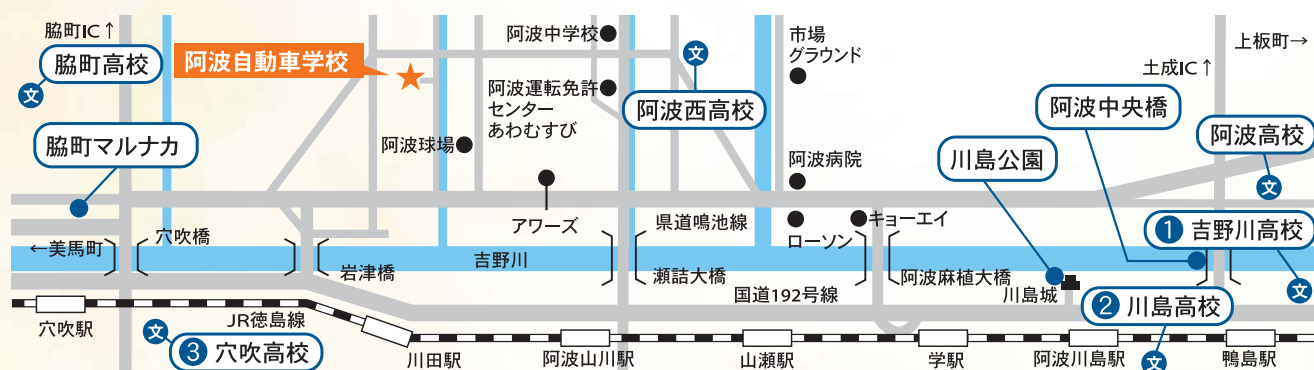 脇町IC↑
脇町高校
文
阿波自動車学校
阿波中学校
文
市場
グラウンド
上板町→
土成IC↑
阿波運転免許
センター
あわむすび
阿波西高校
阿波中央橋
阿波高校
文
脇町マルナカ
阿波球場
阿波病院
川島公園
アワーズ
県道鳴池線
ローソン
キョーエイ
1 吉野川高校
文
←美馬町
穴吹橋
岩津橋
吉野川
瀬詰大橋
阿波麻植大橋
国道192号線
川島城
2 川島高校
文
穴吹駅
JR徳島線
文
3 穴吹高校
川田駅
阿波山川駅
山瀬駅
学駅
阿波川島駅
鴨島駅